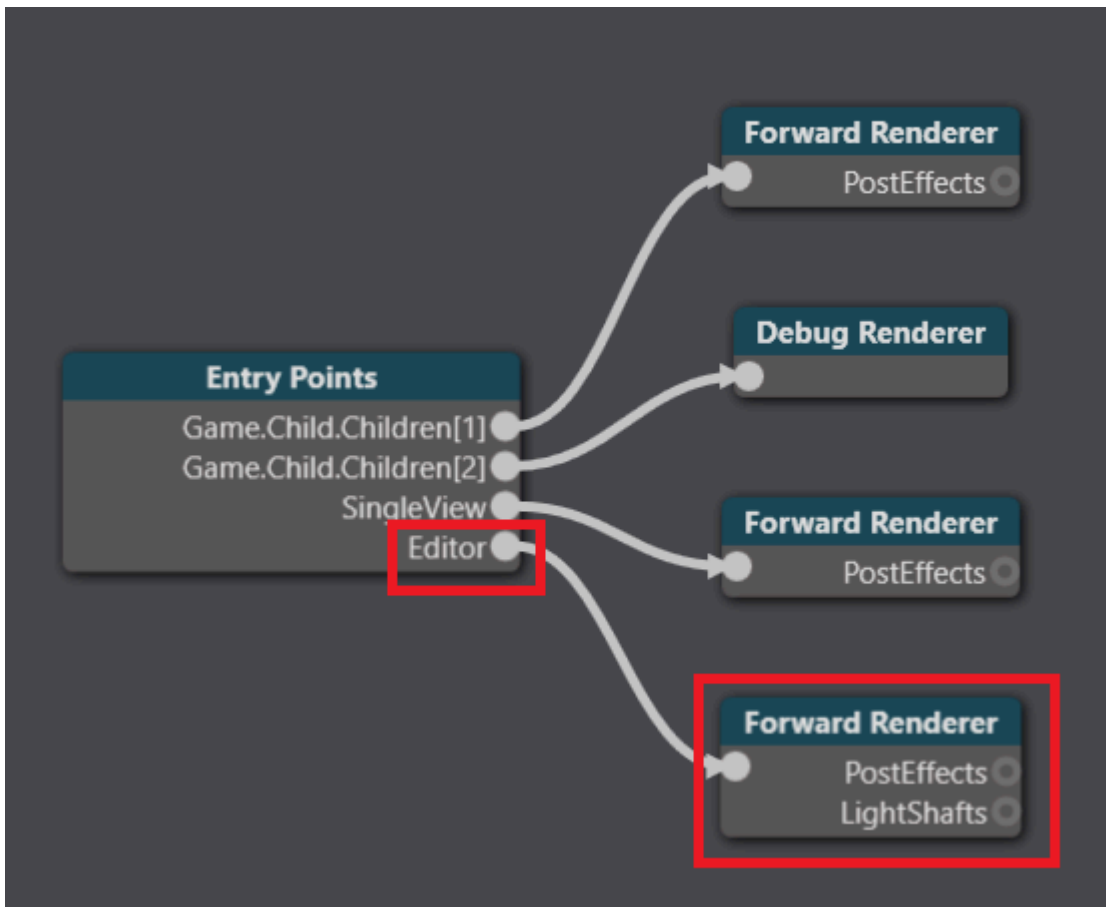 Forward Renderer
PostEffects
Debug Renderer
Entry Points
Game.Child.Children[1]
Game.Child.Children[2]
SingleView
Editor
Forward Renderer
PostEffects
Forward Renderer
PostEffects
LightShafts